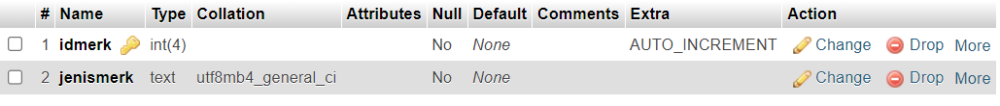 # Name Type Collation Attributes Null Default Comments Extra Action
1 idmerk int(4) No None AUTO_INCREMENT Change Drop More
2 jenismerk text utf8mb4_general_ci No None Change Drop More